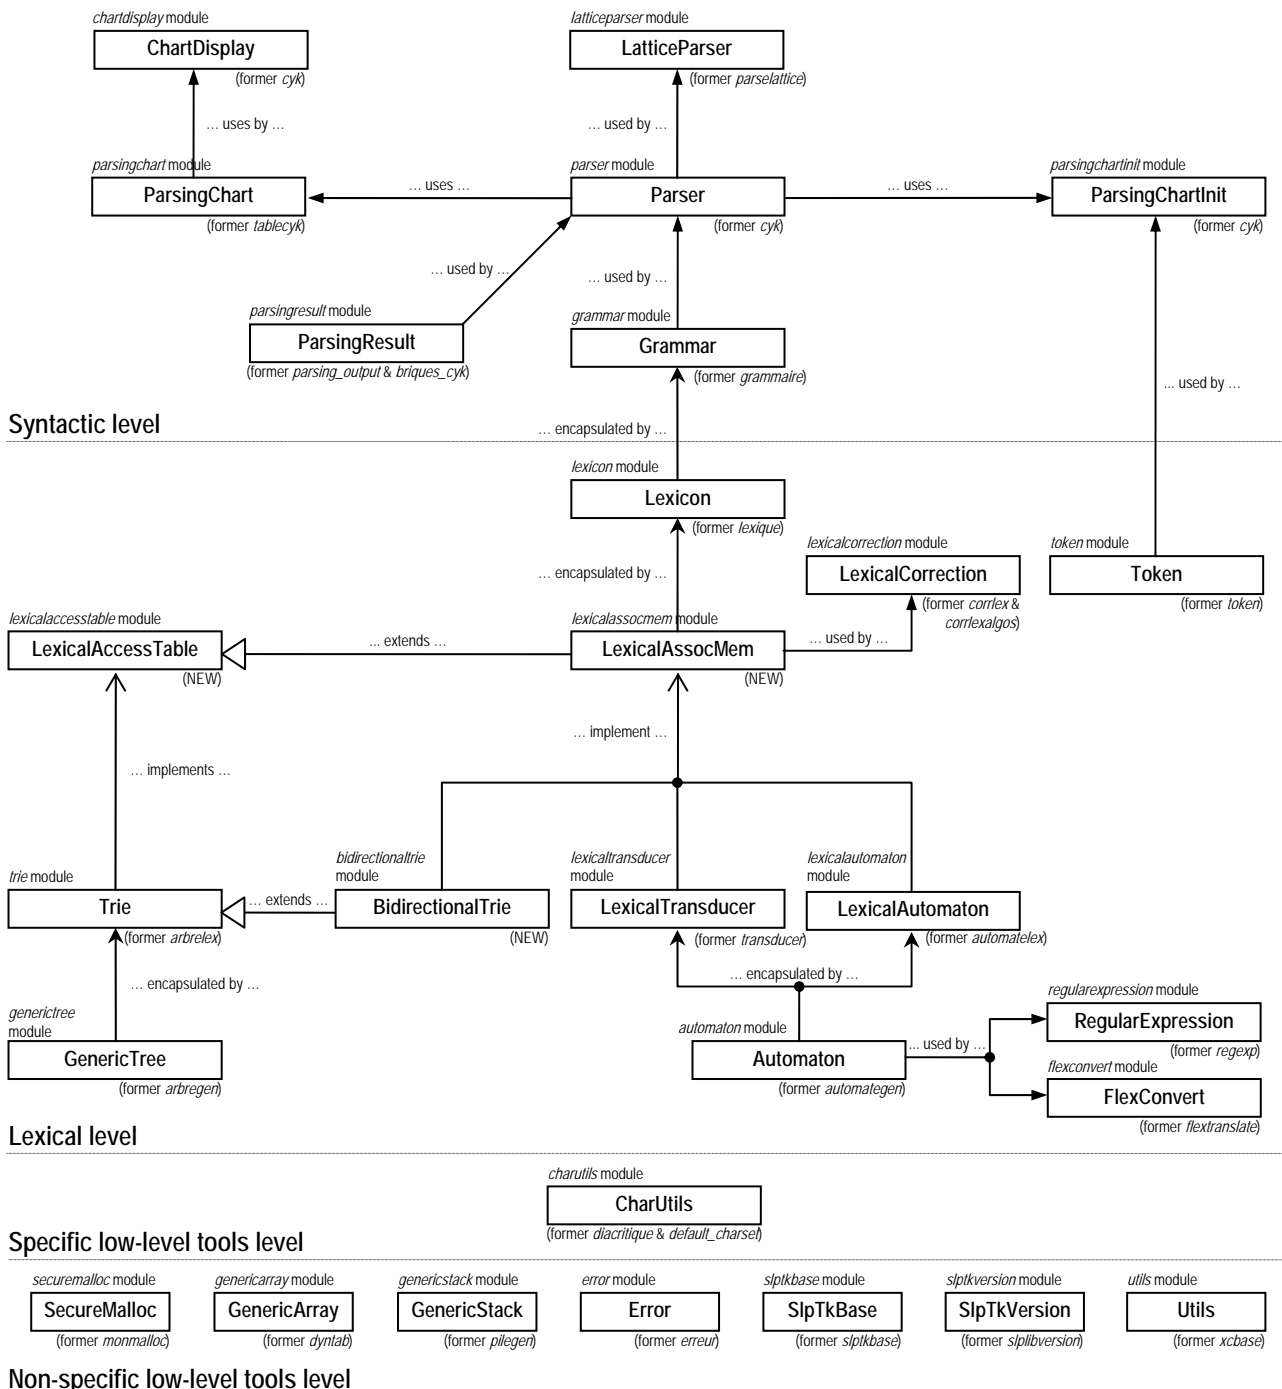 chartdisplay module
latticeparser module
ChartDisplay
LatticeParser
(former cyk)
(former parselattice)
… uses by …
… used by …
parsingchart module
parser module
parsingchartinit module
ParsingChart
… uses …
Parser
… uses …
ParsingChartInit
(former tablecyk)
(former cyk)
(former cyk)
… used by …
… used by …
parsingresult module
grammar module
ParsingResult
Grammar
(former parsing_output & briques_cyk)
(former grammaire)
... used by …
Syntactic level
… encapsulated by …
lexicon module
Lexicon
(former lexique)
lexicalcorrection module
token module
… encapsulated by …
LexicalCorrection
Token
(former corrlex &
corrlexalgos)
(former token)
lexicalaccesstable module
lexicalassocmem module
LexicalAccessTable
... extends …
LexicalAssocMem
… used by …
(NEW)
(NEW)
… implement …
… implements …
bidirectionaltrie
module
lexicaltransducer
module
lexicalautomaton
module
trie module
Trie
… extends …
BidirectionalTrie
LexicalTransducer
LexicalAutomaton
(former arbrelex)
(NEW)
(former transducer)
(former automatelex)
… encapsulated by …
… encapsulated by …
generictree
module
regularexpression module
automaton module
RegularExpression
GenericTree
Automaton
... used by …
(former regexp)
(former arbregen)
(former automategen)
flexconvert module
FlexConvert
(former flextranslate)
Lexical level
charutils module
CharUtils
(former diacritique & default_charset)
Specific low-level tools level
securemalloc module
genericarray module
genericstack module
error module
slptkbase module
slptkversion module
utils module
SecureMalloc
GenericArray
GenericStack
Error
SlpTkBase
SlpTkVersion
Utils
(former monmalloc)
(former dyntab)
(former pilegen)
(former erreur)
(former slptkbase)
(former slplibversion)
(former xcbase)
Non-specific low-level tools level